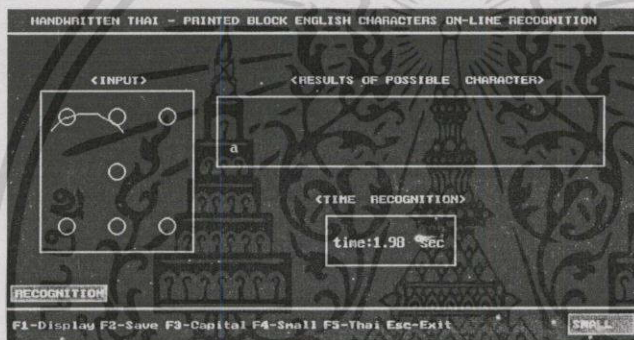 HANDWRITTEN THAI - PRINTED BLOCK ENGLISH CHARACTERS ON-LINE RECOGNITION
<INPUT>
<RESULTS OF POSSIBLE CHARACTER>
a
<TIME RECOGNITION>
time:1.98 sec
RECOGNITION
F1-Display F2-Save F3-Capital F4-Small F5-Thai Esc-Exit
SMALL